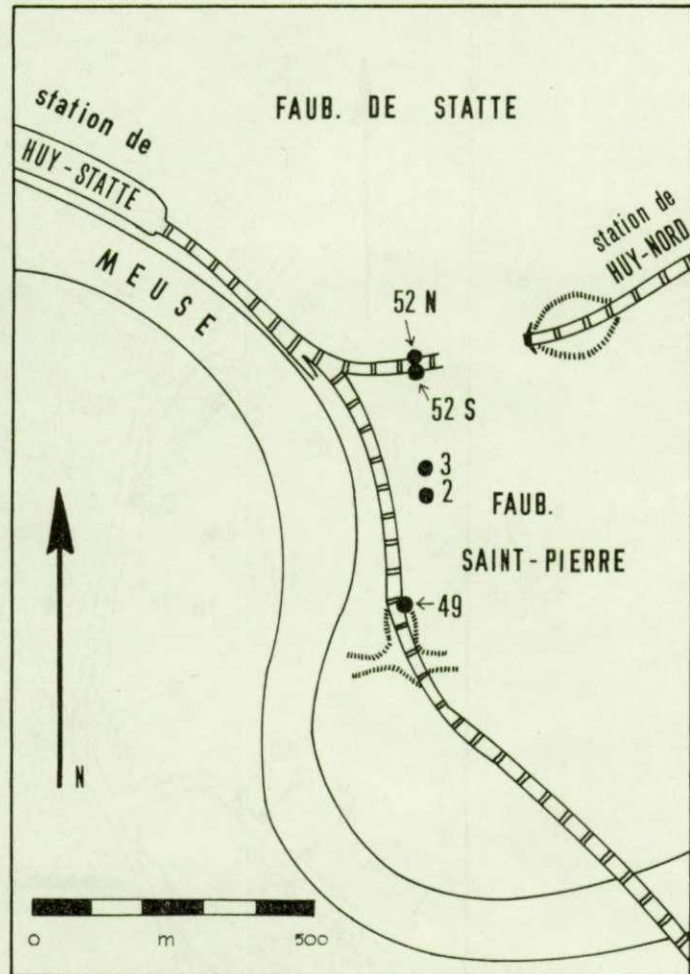 FAUB. DE STATTE
station de
HUY-STATTE
MEUSE
station de
HUY-NORD
52 N
52 S
3
2
FAUB.
SAINT-PIERRE
49
N
0 m 500